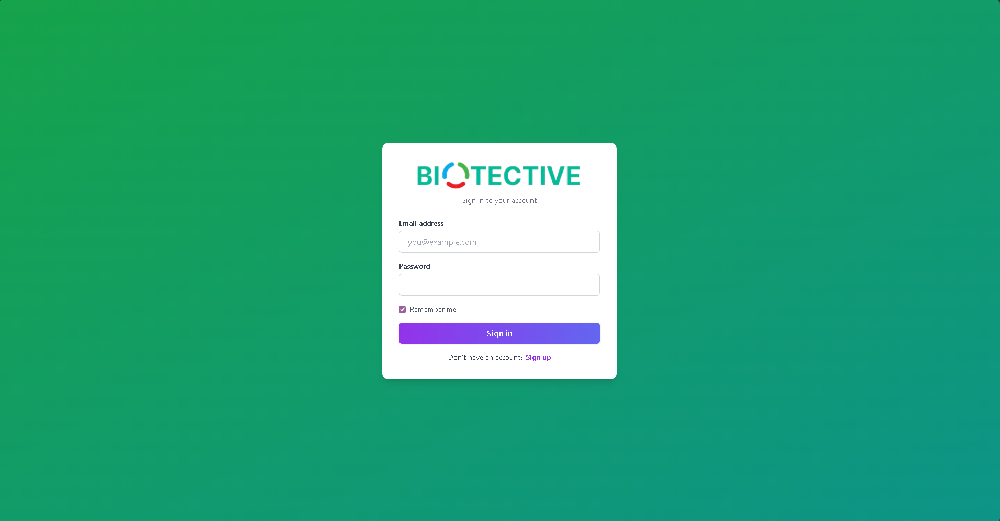 BIOTECTIVE
Sign in to your account
Email address
you@example.com
Password
Remember me
Sign in
Don't have an account? Sign up